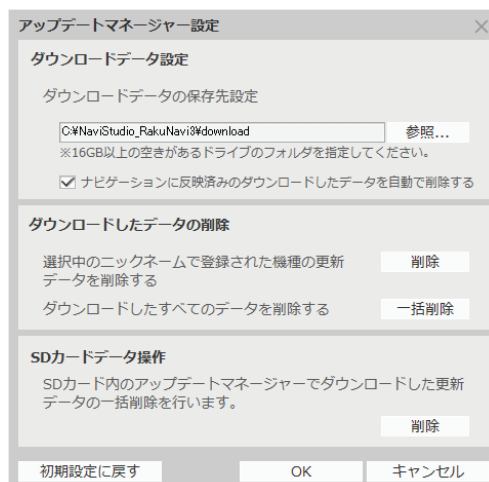 アップデートマネージャー設定
ダウンロードデータ設定
ダウンロードデータの保存先設定
C:¥NaviStudio_RakuNavi3¥download
参照...
※16GB以上の空きがあるドライブのフォルダを指定してください。
ナビゲーションに反映済みのダウンロードしたデータを自動で削除する
ダウンロードしたデータの削除
選択中のニックネームで登録された機種の更新
データを削除する
削除
ダウンロードしたすべてのデータを削除する
一括削除
SDカードデータ操作
SDカード内のアップデートマネージャーでダウンロードした更新
データの一括削除を行います。
削除
初期設定に戻す
OK
キャンセル